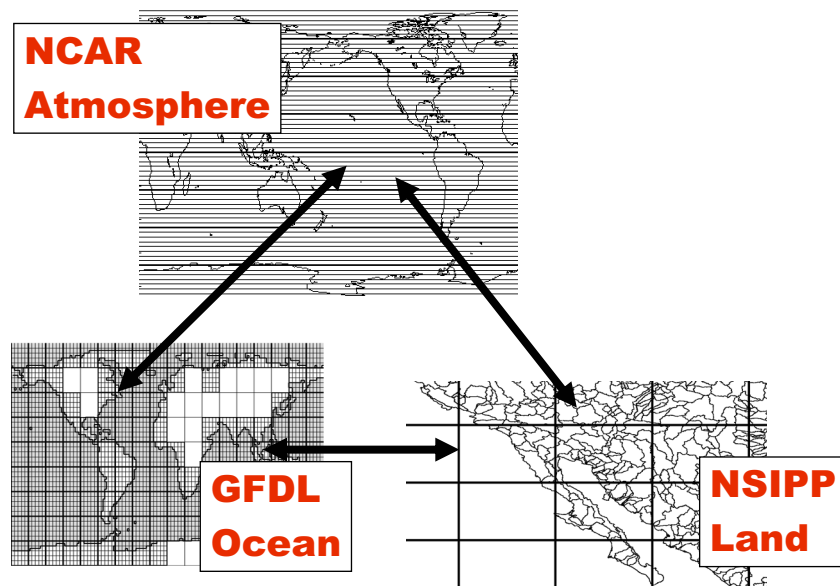 NCAR
Atmosphere
GFDL
Ocean
NSIPP
Land